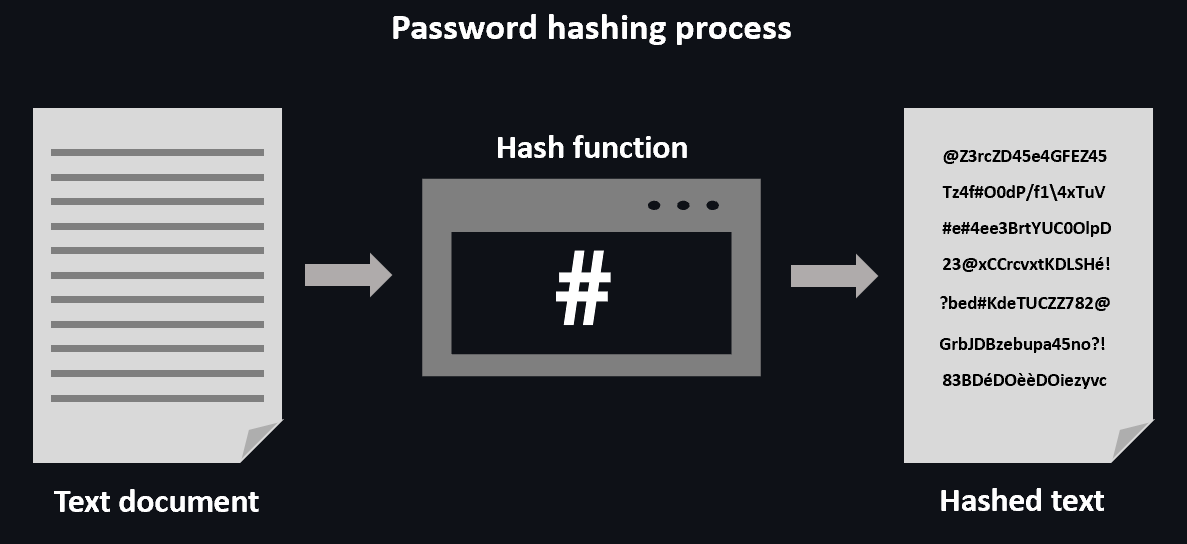 Password hashing process
Hash function
#
@Z3rcZD45e4GFEZ45
Tz4f#O0dP/f1\4xTuV
#e#4ee3BrtYUC0OlpD
23@xCCrcvxtKDLSHé!
?bed#KdeTUCZZ782@
GrbJDBzebupa45no?!
83BDéDOèèDOiezyvc
Text document
Hashed text